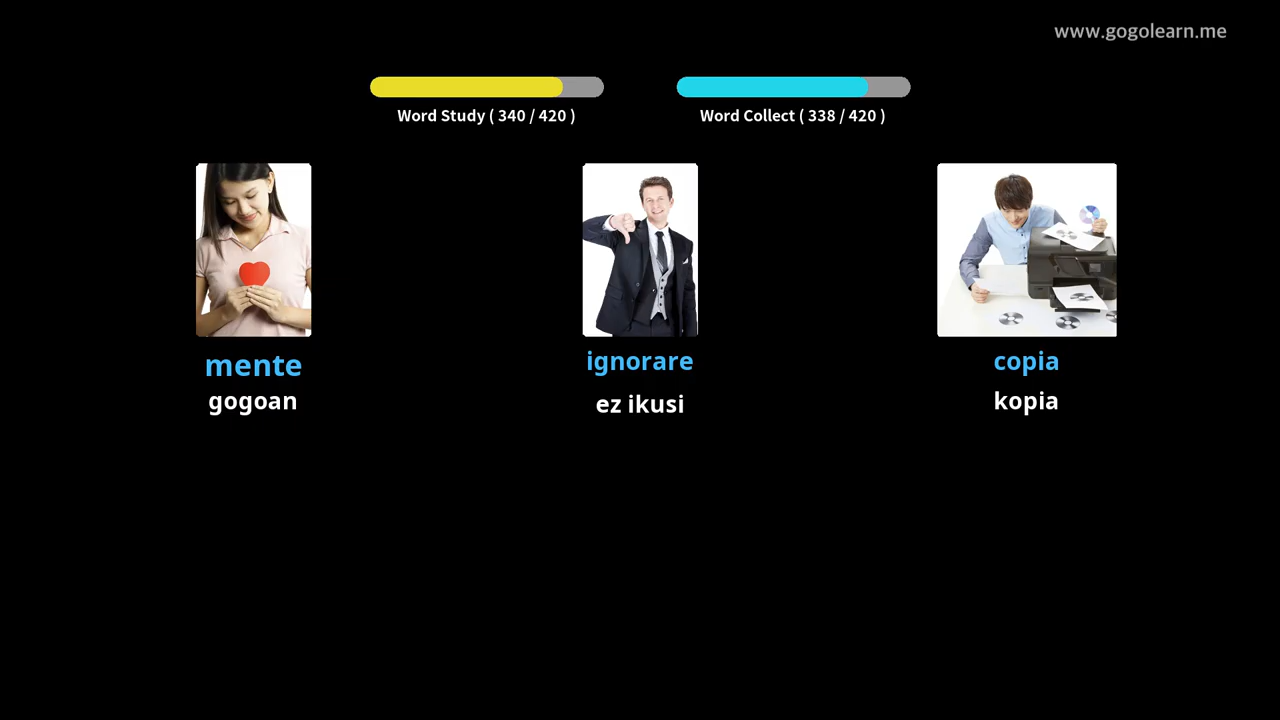 www.gogolearn.me
Word Study ( 340 / 420 )
Word Collect ( 338 / 420 )
mente
gogoan
ignorare
ez ikusi
copia
kopia